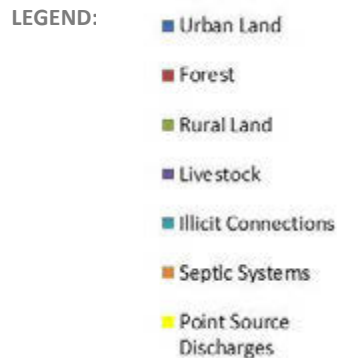 LEGEND:
Urban Land
Forest
Rural Land
Livestock
Illicit Connections
Septic Systems
Point Source
Discharges